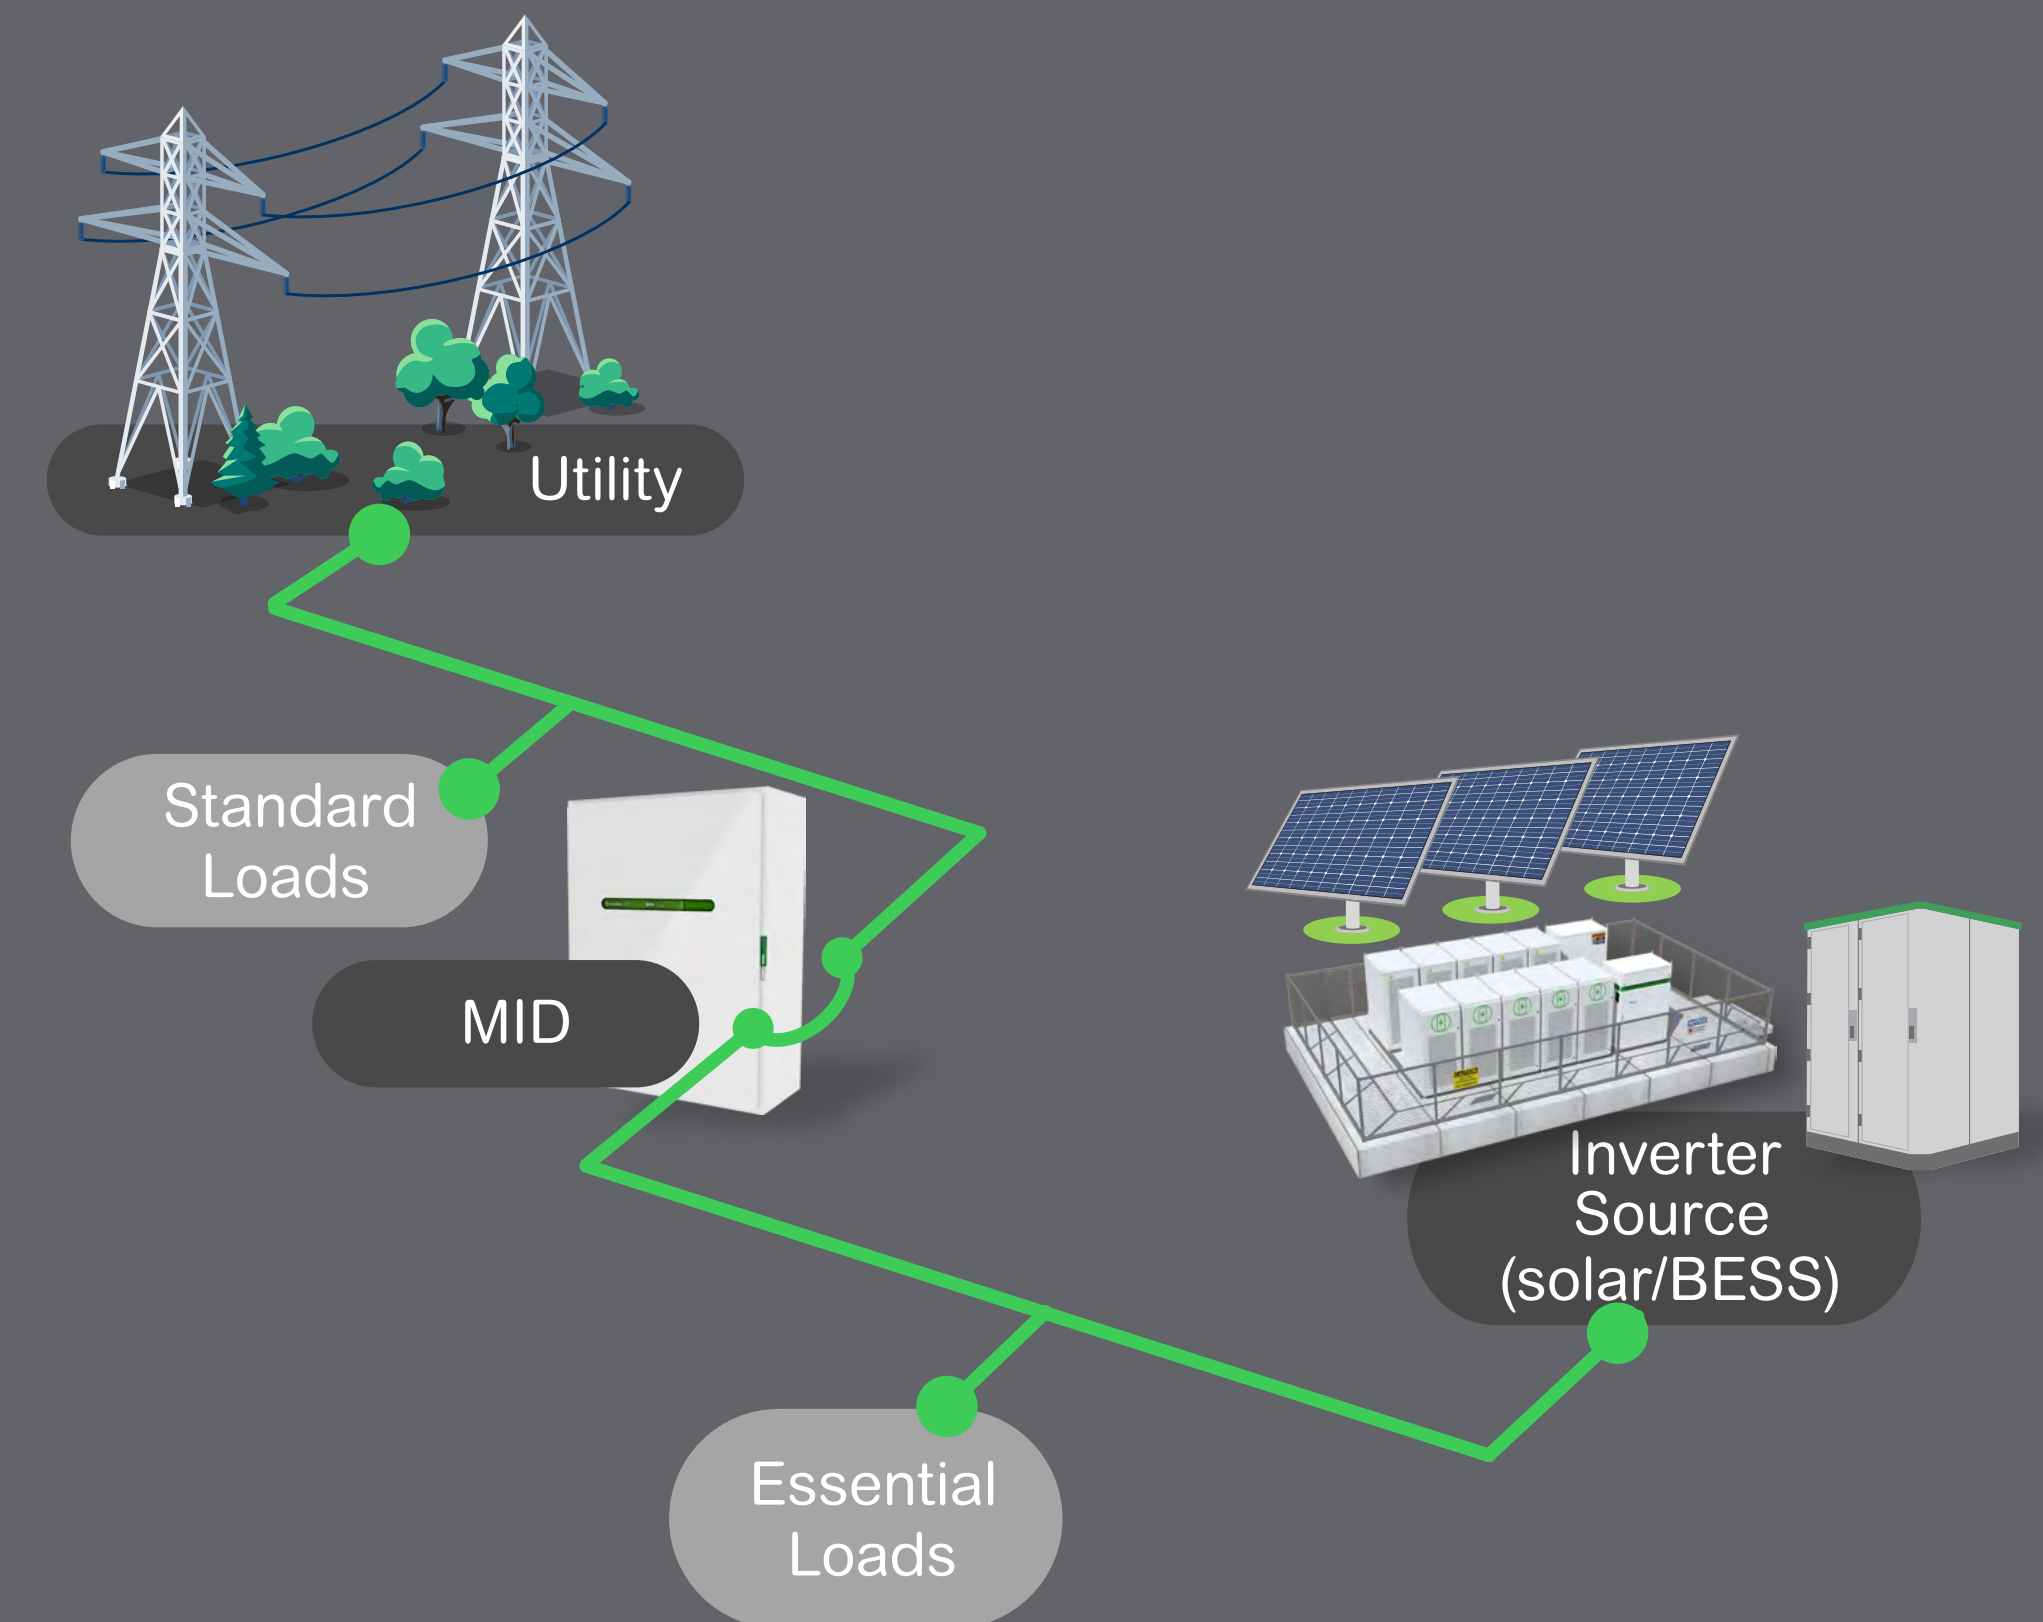 Utility
Standard
Loads
MID
Inverter
Source
(solar/BESS)
Essential
Loads